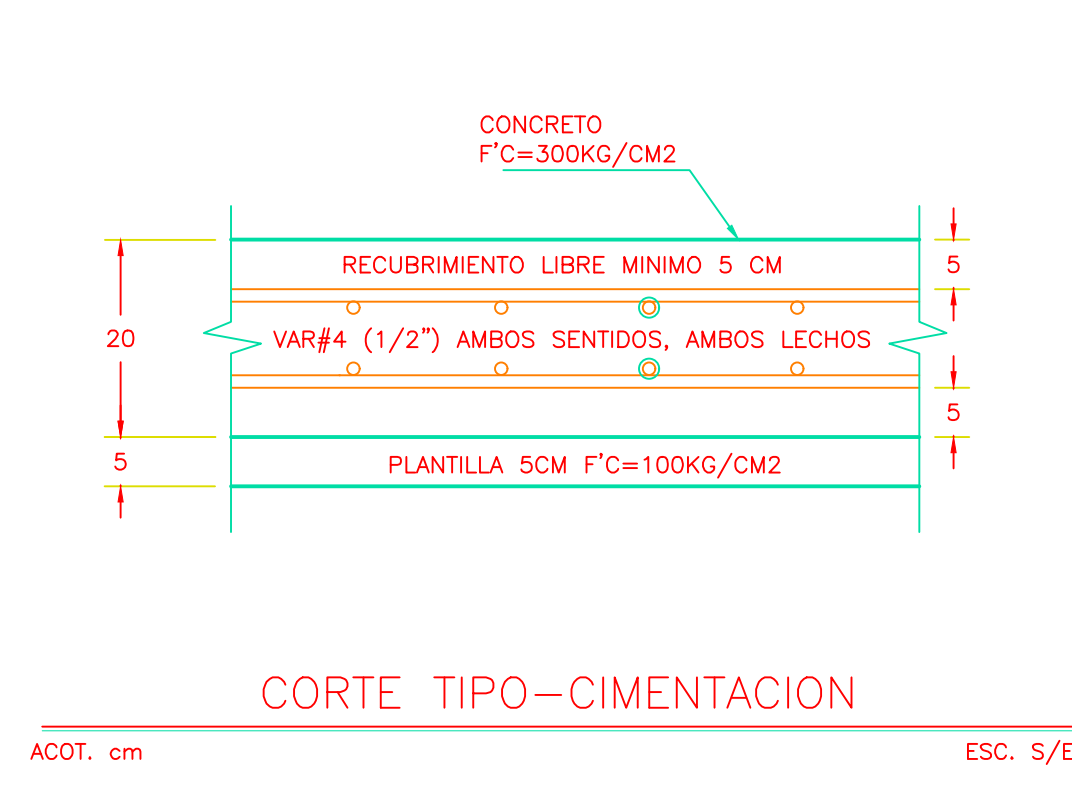 CONCRETO
F'C=300KG/CM2
RECUBRIMIENTO LIBRE MINIMO 5 CM
5
20
VAR#4 (1/2") AMBOS SENTIDOS, AMBOS LECHOS
5
5
PLANTILLA 5CM F'C=100KG/CM2
CORTE TIPO-CIMENTACION
ACOT. cm
ESC. S/E